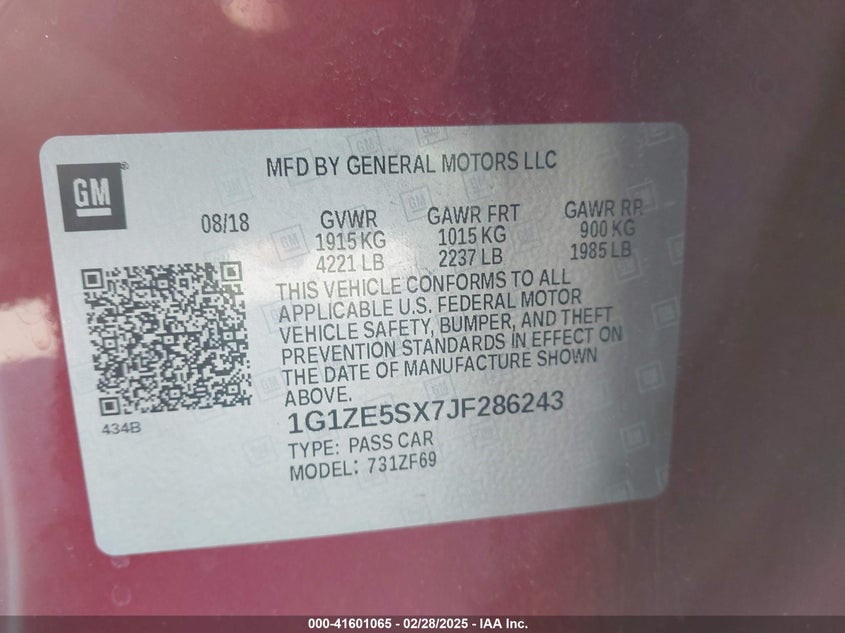 MFD BY GENERAL MOTORS LLC
GM
08/18
GVWR
1915 KG
4221 LB
GAWR FRT
1015 KG
2237 LB
GAWR RR
900 KG
1985 LB
THIS VEHICLE CONFORMS TO ALL
APPLICABLE U.S. FEDERAL MOTOR
VEHICLE SAFETY, BUMPER, AND THEFT
PREVENTION STANDARDS IN EFFECT ON
THE DATE OF MANUFACTURE SHOWN
ABOVE.
434B
1G1ZE5SX7JF286243
TYPE: PASS CAR
MODEL: 731ZF69
000-41601065 - 02/28/2025 - IAA Inc.